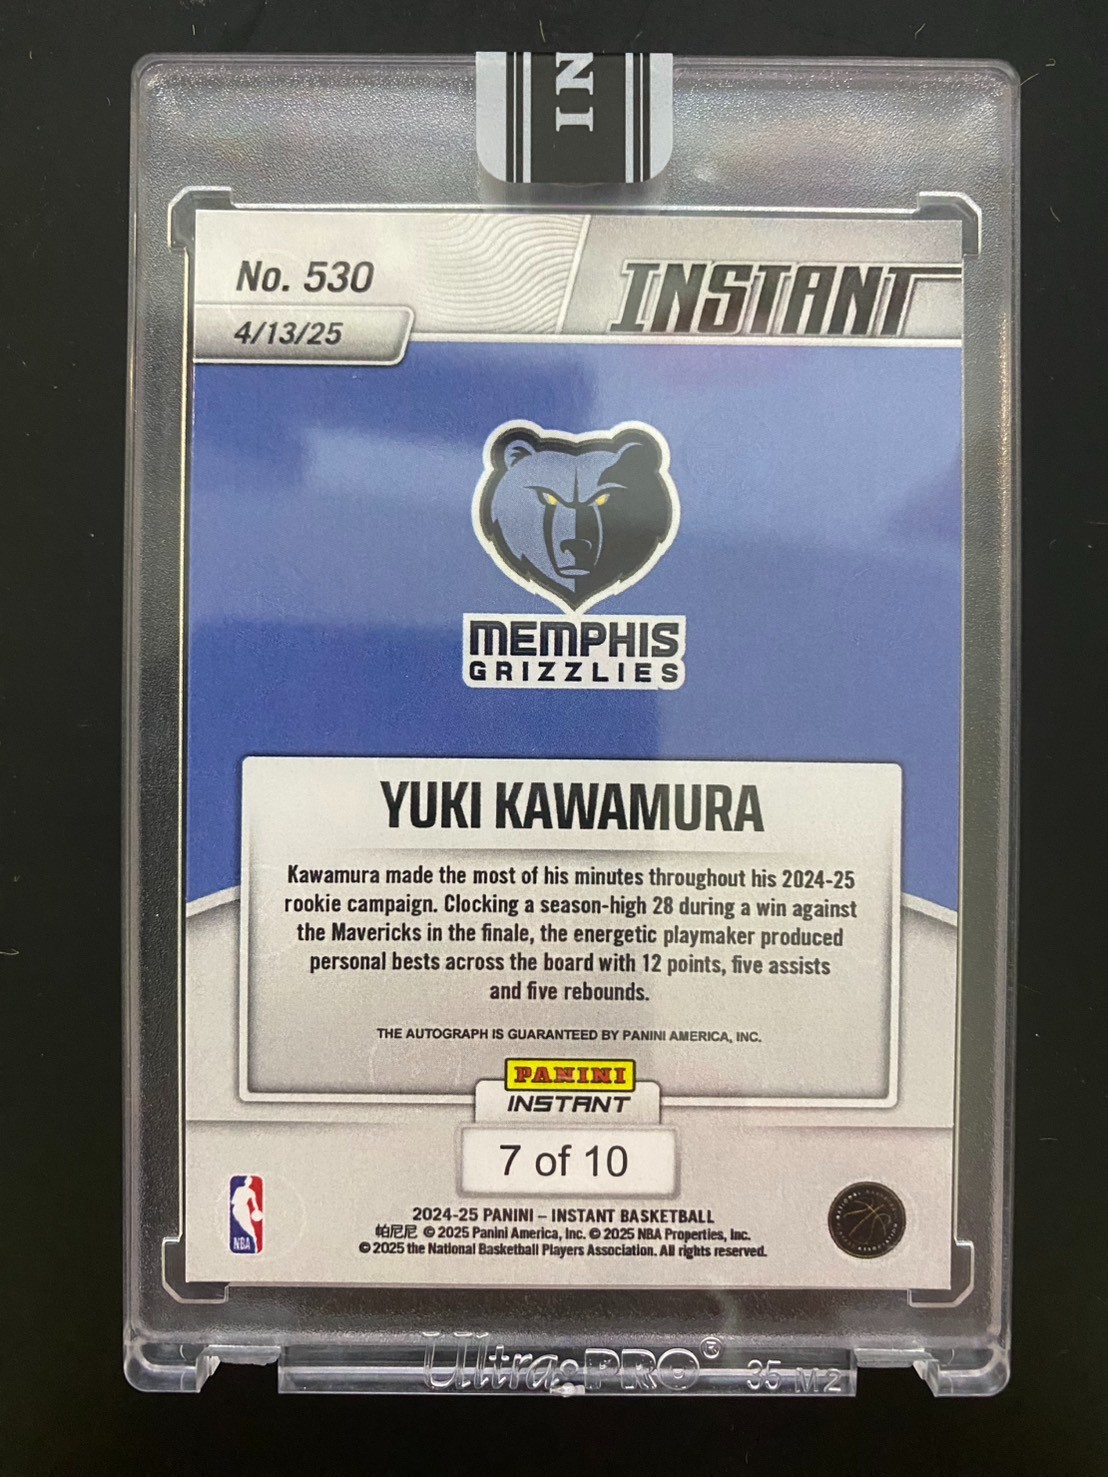 IN
No. 530
INSTANT
4/13/25
MEMPHIS
GRIZZLIES
YUKI KAWAMURA
Kawamura made the most of his minutes throughout his 2024-25
rookie campaign. Clocking a season-high 28 during a win against
the Mavericks in the finale, the energetic playmaker produced
personal bests across the board with 12 points, five assists
and five rebounds.
THE AUTOGRAPH IS GUARANTEED BY PANINI AMERICA, INC.
PANINI
INSTANT
7 of 10
NBA
2024-25 PANINI – INSTANT BASKETBALL
帕尼尼 © 2025 Panini America, Inc. © 2025 NBA Properties, Inc.
© 2025 the National Basketball Players Association. All rights reserved.
Ultra•PRO® 35 M2